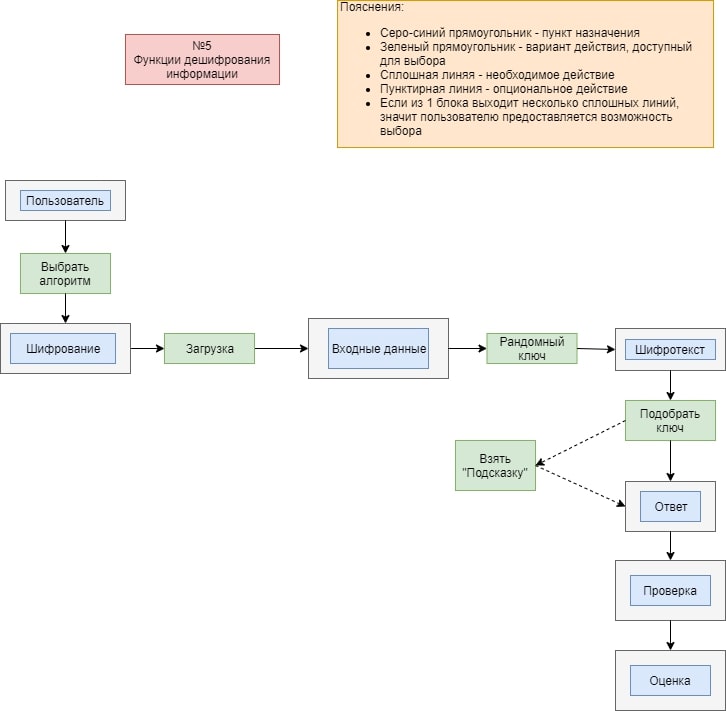 №5
Функции дешифрования
информации
Пояснения:
Серо-синий прямоугольник - пункт назначения
Зеленый прямоугольник - вариант действия, доступный
для выбора
Сплошная линяя - необходимое действие
Пунктирная линия - опциональное действие
Если из 1 блока выходит несколько сплошных линий,
значит пользователю предоставляется возможность
выбора
Пользователь
Выбрать
алгоритм
Шифрование
Загрузка
Входные данные
Рандомный
ключ
Шифротекст
Подобрать
ключ
Взять
"Подсказку"
Ответ
Проверка
Оценка